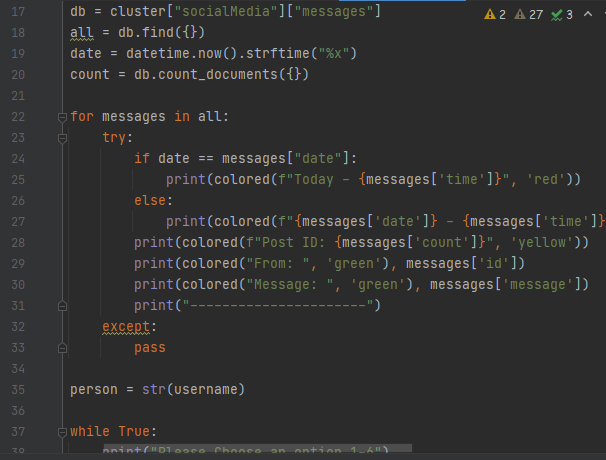 17 db = cluster["socialMedia"]["messages"]
2 27 3
18 all = db.find({})
19 date = datetime.now().strftime("%x")
20 count = db.count_documents({})
21
22 for messages in all:
23 try:
24 if date == messages["date"]:
25 print(colored(f"Today - {messages['time']}", 'red'))
26 else:
27 print(colored(f"{messages['date']} - {messages['time']}
28 print(colored(f"Post ID: {messages['count']}", 'yellow'))
29 print(colored("From: ", 'green'), messages['id'])
30 print(colored("Message: ", 'green'), messages['message'])
31 print("----------------------")
32 except:
33 pass
34
35 person = str(username)
36
37 while True:
38 print("Please Choose an option 1-6")